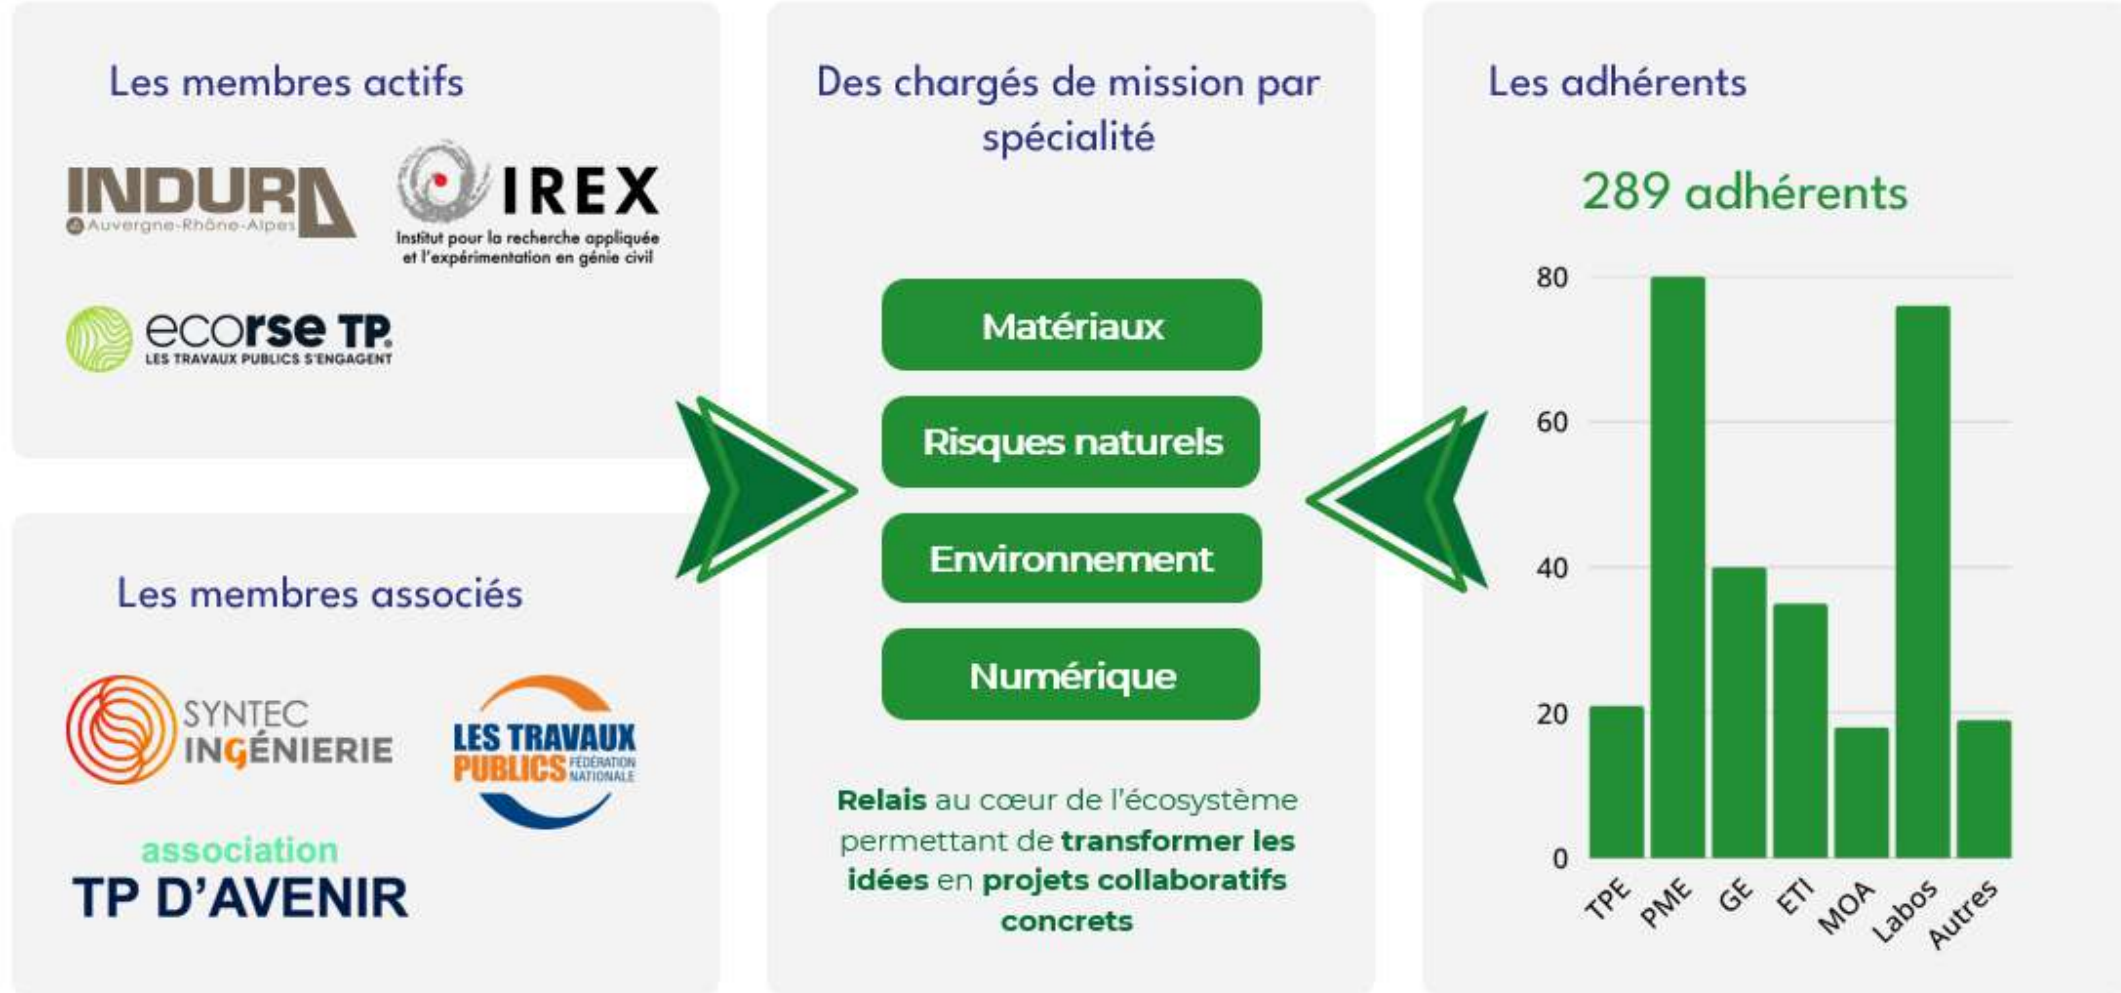 Les membres actifs
INDURA
Auvergne-Rhône-Alpes
IREX
Institut pour la recherche appliquée
et l'expérimentation en génie civil
ecorse TP.
LES TRAVAUX PUBLICS S'ENGAGENT
Les membres associés
SYNTEC
INGÉNIERIE
LES TRAVAUX
PUBLICS FÉDÉRATION
NATIONALE
association
TP D'AVENIR
Des chargés de mission par
spécialité
Matériaux
Risques naturels
Environnement
Numérique
Relais au cœur de l'écosystème
permettant de transformer les
idées en projets collaboratifs
concrets
Les adhérents
289 adhérents
80
60
40
20
0
TPE
PME
GE
ETI
MOA
Labos
Autres